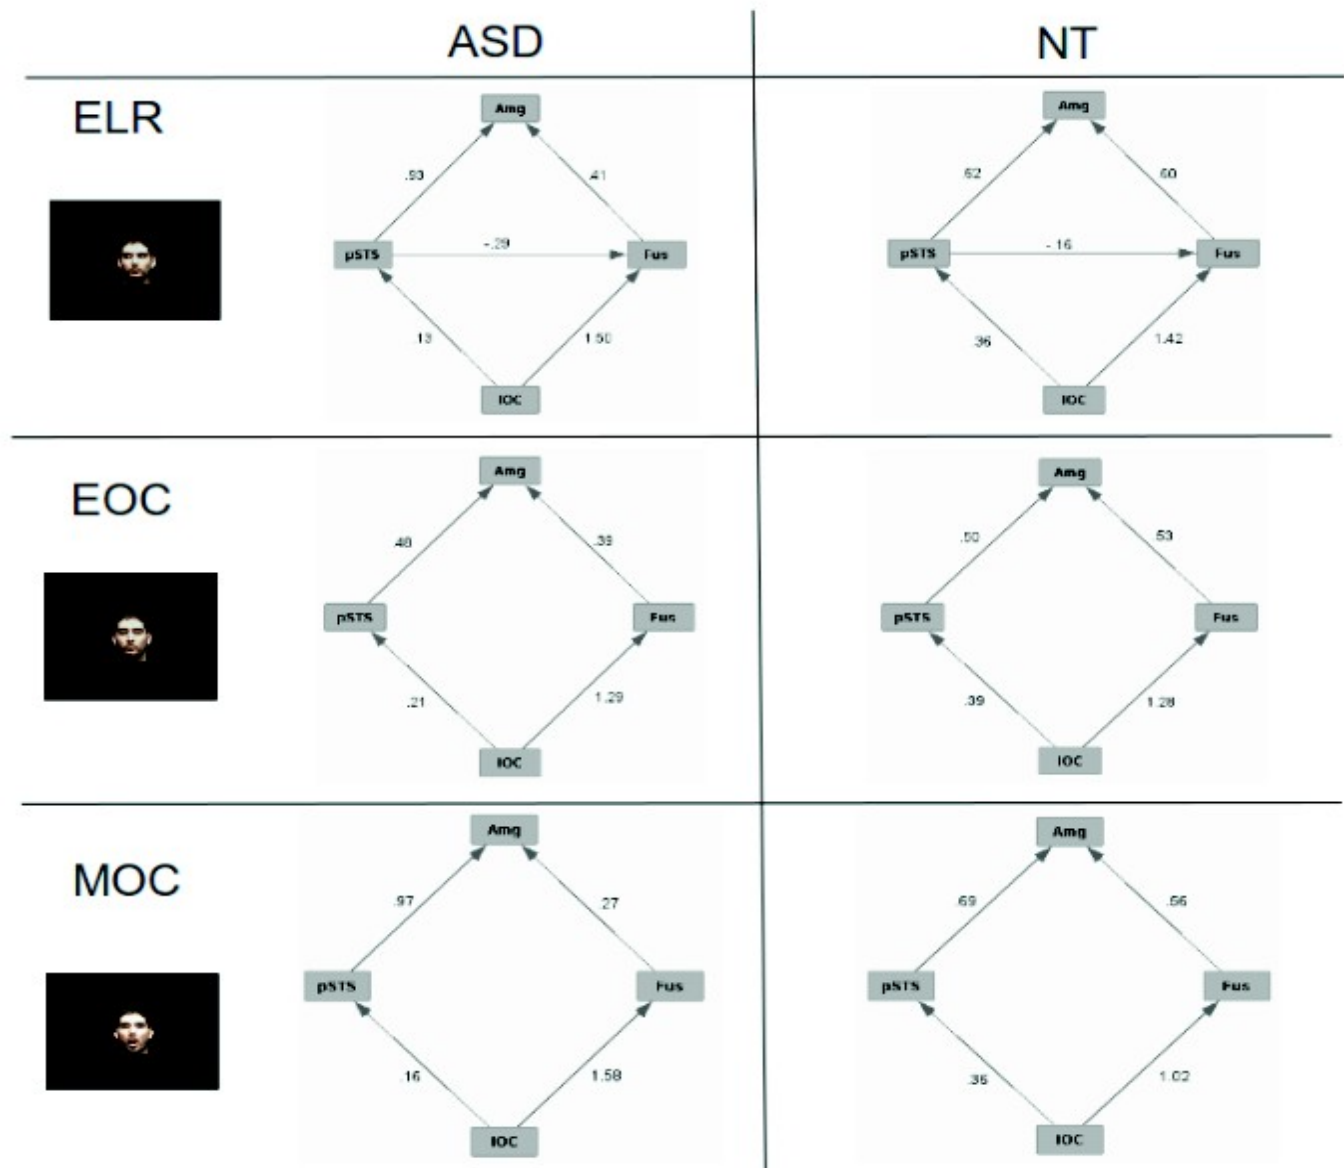 ASD NT
ELR
Amg Amg
.93 .41 .62 .60
pSTS -.29 Fus pSTS -.16 Fus
.13 1.50 .36 1.42
IOC IOC
EOC
Amg Amg
.48 .39 .50 .53
pSTS Fus pSTS Fus
.21 1.29 .39 1.28
IOC IOC
MOC
Amg Amg
.97 .27 .69 .56
pSTS Fus pSTS Fus
.16 1.58 .36 1.02
IOC IOC